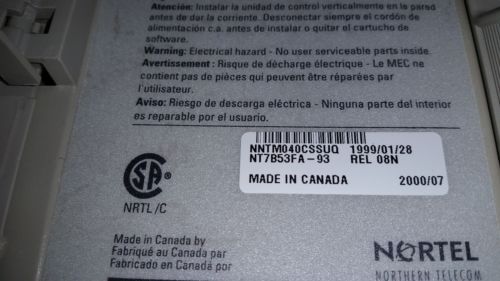 Atención: Instalar la unidad de control verticalmente en la pared
antes de dar la corriente. Desconectar siempre el cordón de
alimentación c.a. antes de instalar o quitar el cartucho de
software.
Warning: Electrical hazard - No user serviceable parts inside.
Avertissement: Risque de décharge électrique - Le MEC ne
contient pas de pièces qui peuvent être réparées par
l'utilisateur.
Aviso: Riesgo de descarga eléctrica - Ninguna parte del interior
es reparable por el usuario.
NNTM040CSSUQ 1999/01/28
NT7B53FA-93 REL 08N
MADE IN CANADA 2000/07
CSA ®
NRTL/C
Made in Canada by
Fabriqué au Canada par
Fabricado en Canadá por
NORTEL
NORTHERN TELECOM